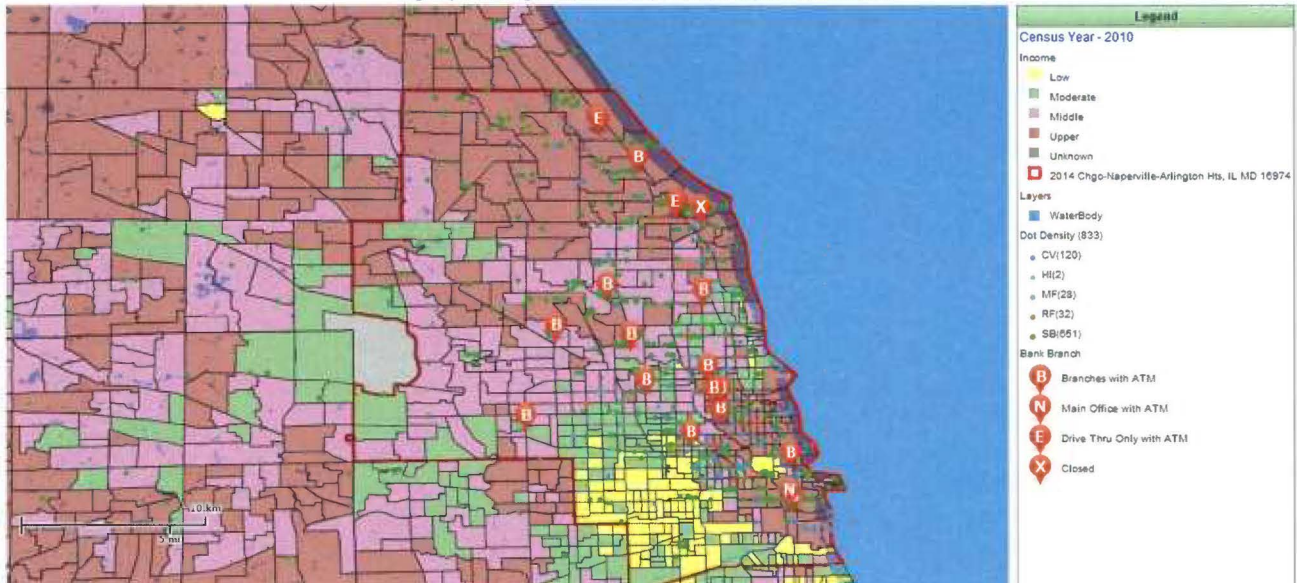 E
B
E
X
B
B
B
B
B
B
B
B
B
B
B
N
10 km
5 mi
Legend
Census Year - 2010
Income
Low
Moderate
Middle
Upper
Unknown
2014 Chgo-Naperville-Arlington Hts, IL MD 16974
Layers
WaterBody
Dot Density (833)
CV(120)
HI(2)
MF(28)
RF(32)
SB(651)
Bank Branch
B Branches with ATM
N Main Office with ATM
E Drive Thru Only with ATM
X Closed